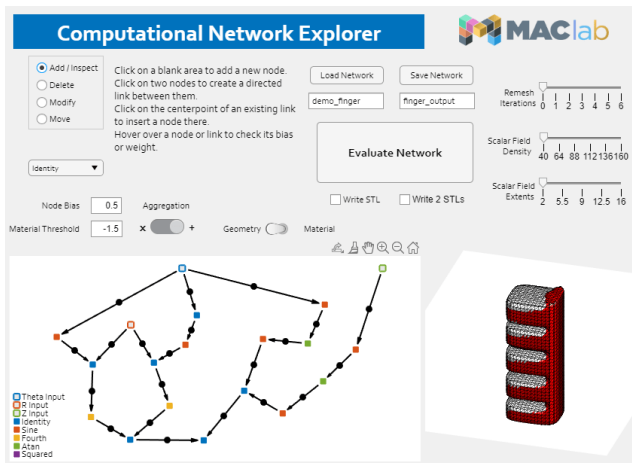 Computational Network Explorer
MAClab
Add / Inspect
Delete
Modify
Move
Click on a blank area to add a new node.
Click on two nodes to create a directed
link between them.
Click on the centerpoint of an existing link
to insert a node there.
Hover over a node or link to check its bias
or weight.
Load Network
Save Network
demo_finger
finger_output
Evaluate Network
Write STL
Write 2 STLs
Remesh
Iterations
0 1 2 3 4 5 6
Scalar Field
Density
40 64 88 112 136 160
Scalar Field
Extents
2 5.5 9 12.5 16
Identity
Node Bias
0.5
Aggregation
Material Threshold
-1.5
x
+
Geometry
Material
Theta Input
R Input
Z Input
Identity
Sine
Fourth
Atan
Squared